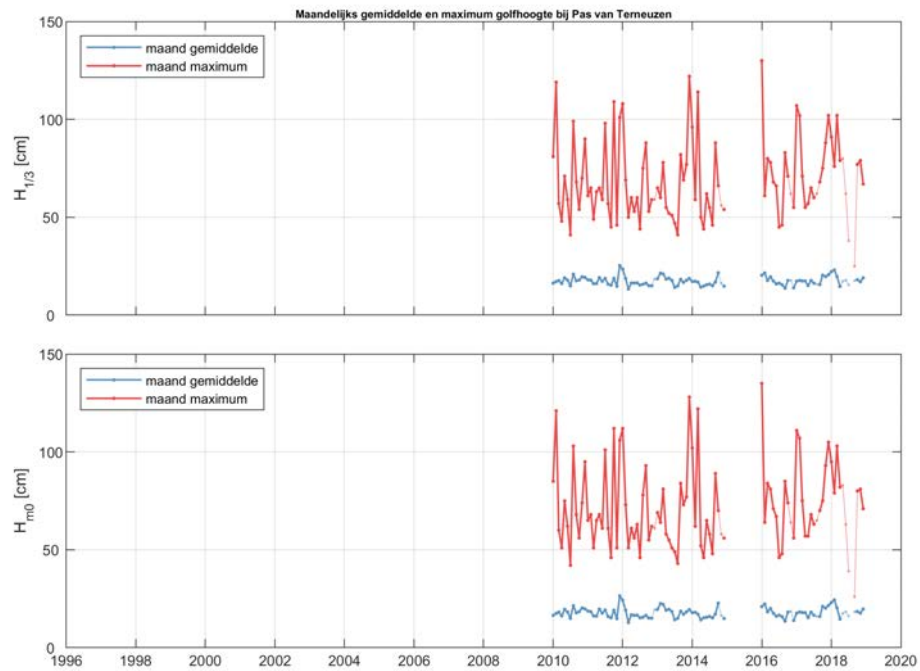 Maandelijks gemiddelde en maximum golfhoogte bij Pas van Terneuzen
150
100
50
0
H1/3 [cm]
maand gemiddelde
maand maximum
150
100
50
0
Hm0 [cm]
maand gemiddelde
maand maximum
1996 1998 2000 2002 2004 2006 2008 2010 2012 2014 2016 2018 2020